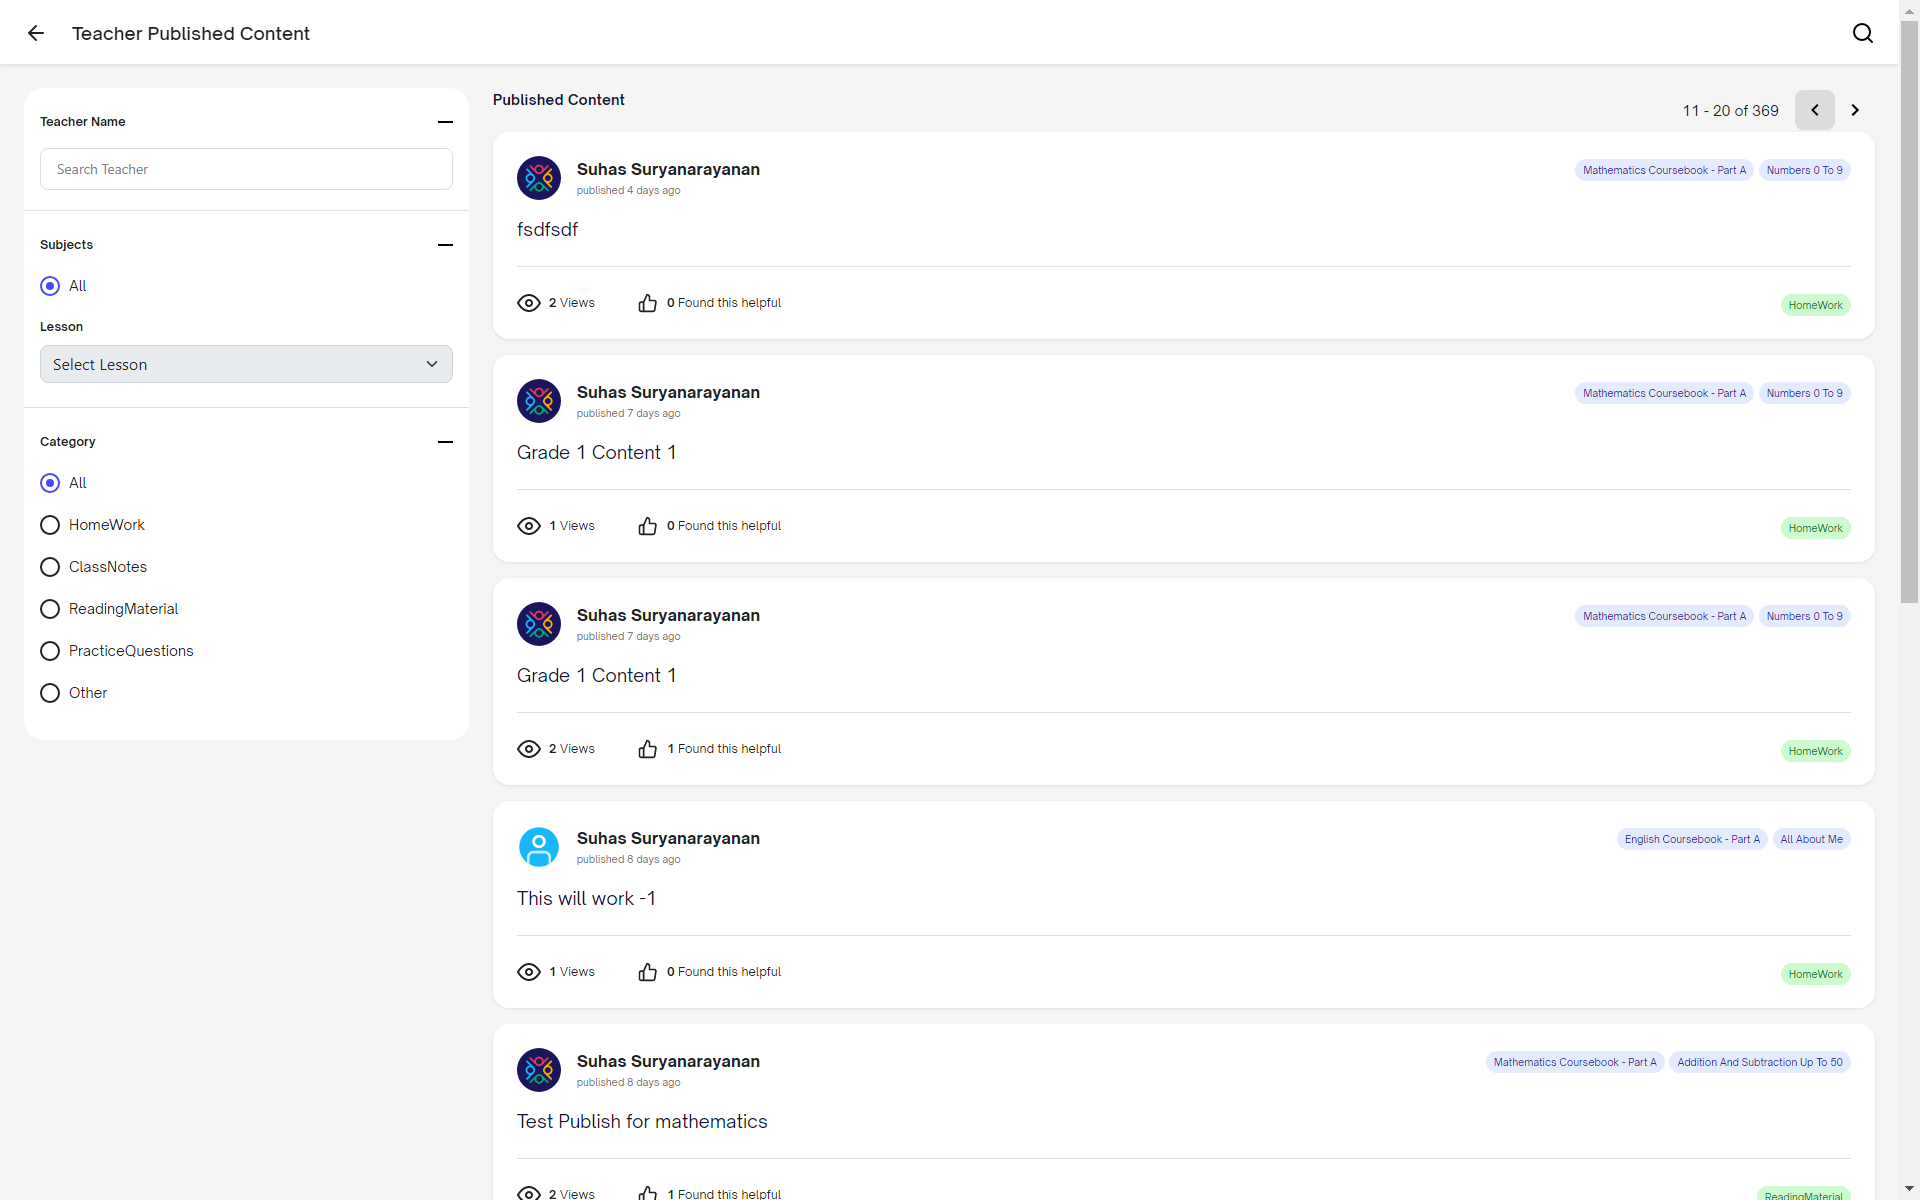 Teacher Published Content
Teacher Name
Search Teacher
Subjects
All
Lesson
Select Lesson
Category
All
HomeWork
ClassNotes
ReadingMaterial
PracticeQuestions
Other
Published Content
11 - 20 of 369
Suhas Suryanarayanan
published 4 days ago
Mathematics Coursebook - Part A Numbers 0 To 9
fsdfsdf
2 Views 0 Found this helpful
HomeWork
Suhas Suryanarayanan
published 7 days ago
Mathematics Coursebook - Part A Numbers 0 To 9
Grade 1 Content 1
1 Views 0 Found this helpful
HomeWork
Suhas Suryanarayanan
published 7 days ago
Mathematics Coursebook - Part A Numbers 0 To 9
Grade 1 Content 1
2 Views 1 Found this helpful
HomeWork
Suhas Suryanarayanan
published 8 days ago
English Coursebook - Part A All About Me
This will work -1
1 Views 0 Found this helpful
HomeWork
Suhas Suryanarayanan
published 8 days ago
Mathematics Coursebook - Part A Addition And Subtraction Up To 50
Test Publish for mathematics
2 Views 1 Found this helpful
ReadingMaterial